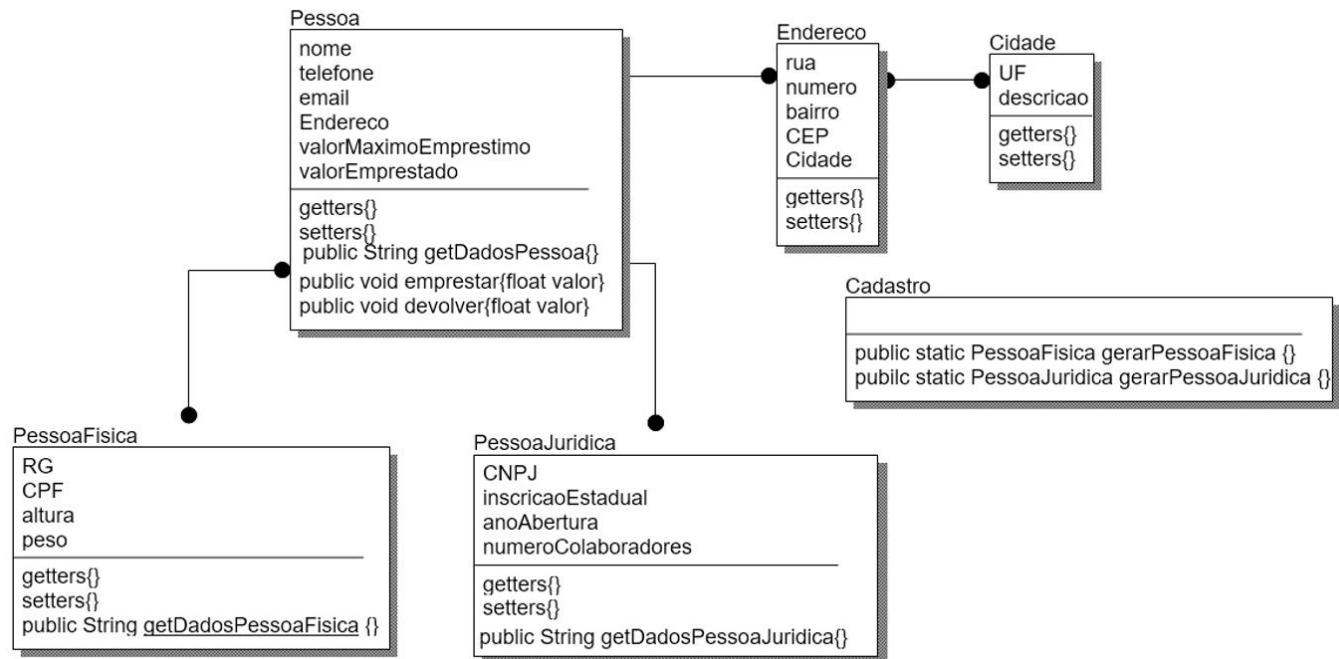 Pessoa
nome
telefone
email
Endereco
valorMaximoEmprestimo
valorEmprestado
getters{}
setters{}
public String getDadosPessoa{}
public void emprestar{float valor}
public void devolver{float valor}
Endereco
rua
numero
bairro
CEP
Cidade
getters{}
setters{}
Cidade
UF
descricao
getters{}
setters{}
Cadastro
public static PessoaFisica gerarPessoaFisica {}
pubilc static PessoaJuridica gerarPessoaJuridica {}
PessoaFisica
RG
CPF
altura
peso
getters{}
setters{}
public String getDadosPessoaFisica {}
PessoaJuridica
CNPJ
inscricaoEstadual
anoAbertura
numeroColaboradores
getters{}
setters{}
public String getDadosPessoaJuridica{}